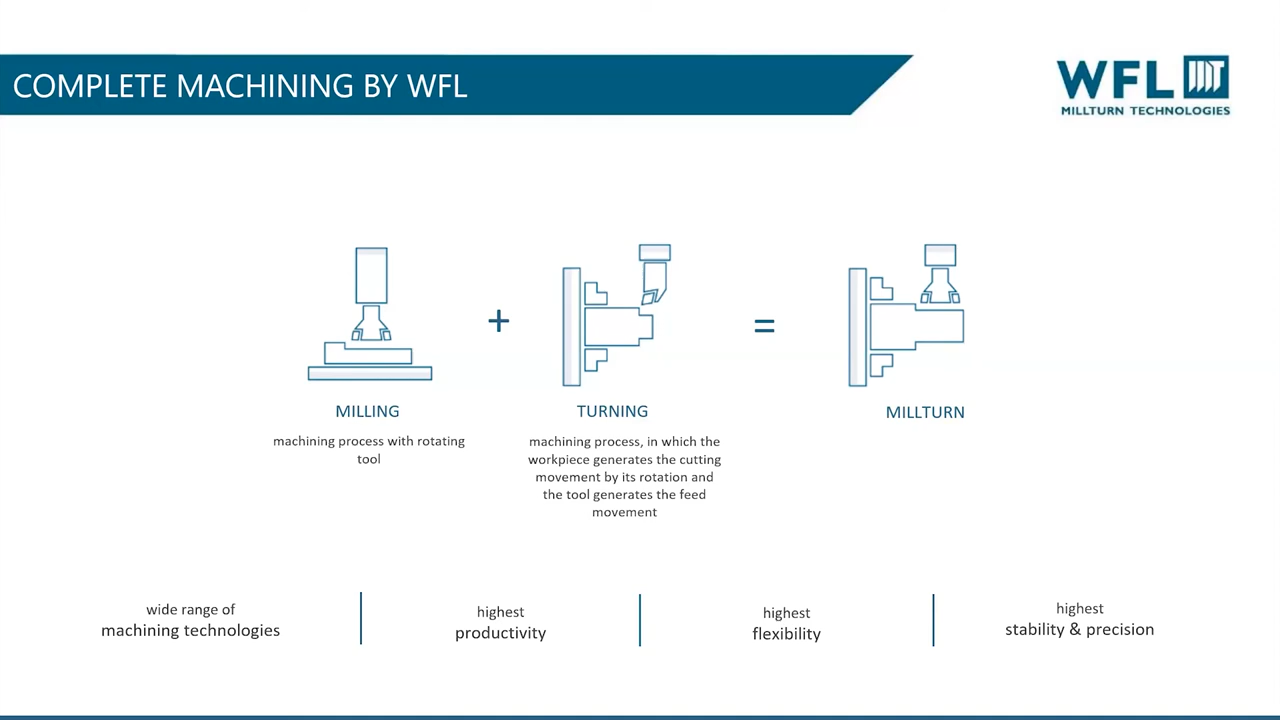 COMPLETE MACHINING BY WFL
WFL
MILLTURN TECHNOLOGIES
+
=
MILLING
machining process with rotating
tool
TURNING
machining process, in which the
workpiece generates the cutting
movement by its rotation and
the tool generates the feed
movement
MILLTURN
wide range of
machining technologies
highest
productivity
highest
flexibility
highest
stability & precision